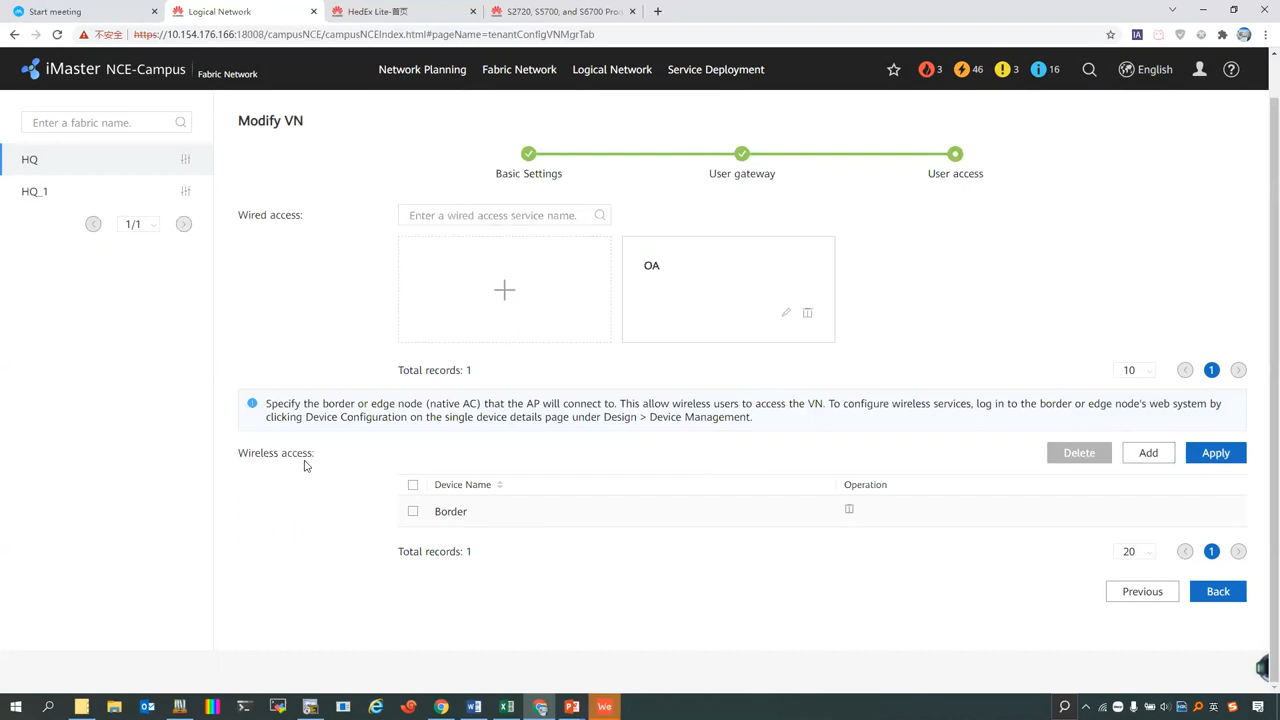 Start meeting
Logical Network
HedEx Lite-首页
S2720, S5700, and S6700 Proc
不安全
https://10.154.176.166:18008/campusNCE/campusNCEIndex.html#pageName=tenantConfigVNMgrTab
iMaster NCE-Campus
Fabric Network
Network Planning
Fabric Network
Logical Network
Service Deployment
3
46
3
16
English
Enter a fabric name.
HQ
HQ_1
1/1
Modify VN
Basic Settings
User gateway
User access
Wired access:
Enter a wired access service name.
OA
Total records: 1
10
1
Specify the border or edge node (native AC) that the AP will connect to. This allow wireless users to access the VN. To configure wireless services, log in to the border or edge node's web system by
clicking Device Configuration on the single device details page under Design > Device Management.
Wireless access:
Delete
Add
Apply
Device Name
Operation
Border
Total records: 1
20
1
Previous
Back
We
英